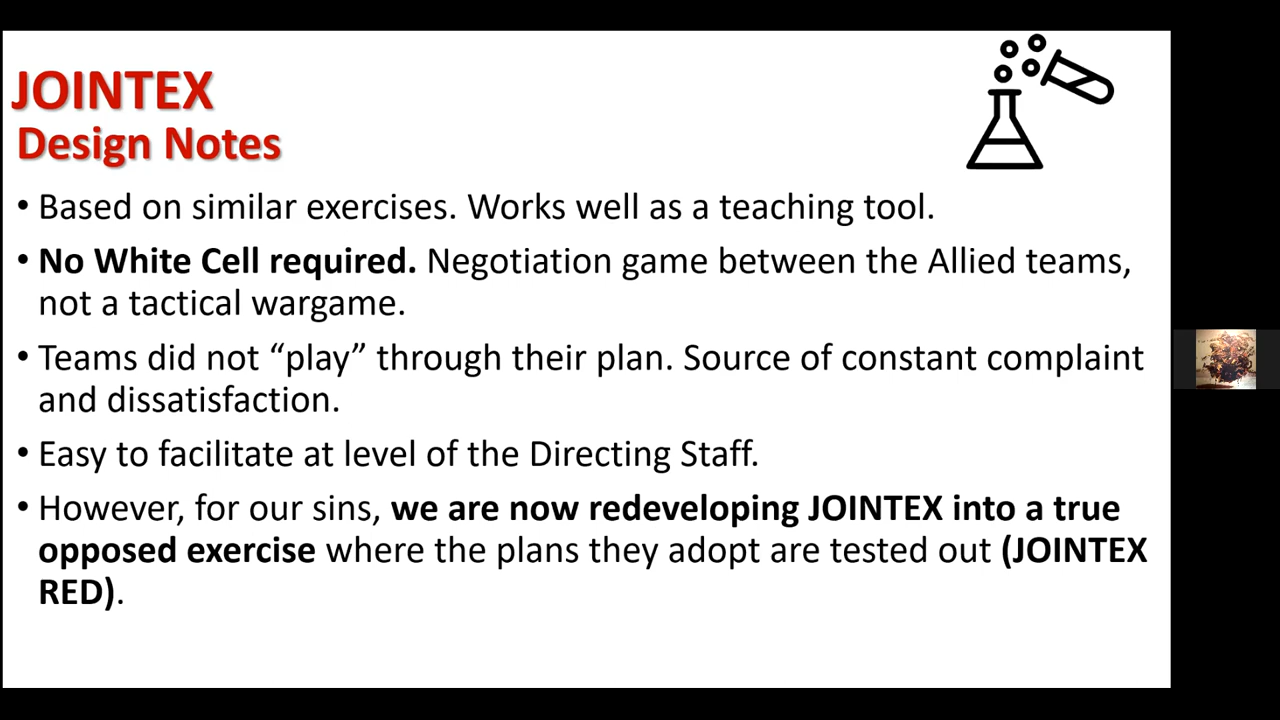 JOINTEX
Design Notes
• Based on similar exercises. Works well as a teaching tool.
• No White Cell required. Negotiation game between the Allied teams,
not a tactical wargame.
• Teams did not “play” through their plan. Source of constant complaint
and dissatisfaction.
• Easy to facilitate at level of the Directing Staff.
• However, for our sins, we are now redeveloping JOINTEX into a true
opposed exercise where the plans they adopt are tested out (JOINTEX
RED).